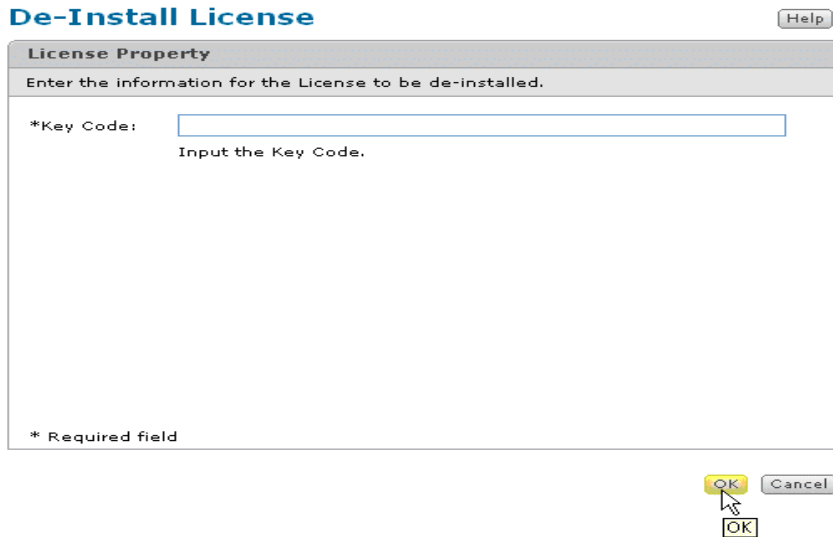 De-Install License
Help
License Property
Enter the information for the License to be de-installed.
*Key Code:
Input the Key Code.
* Required field
OK
Cancel
OK